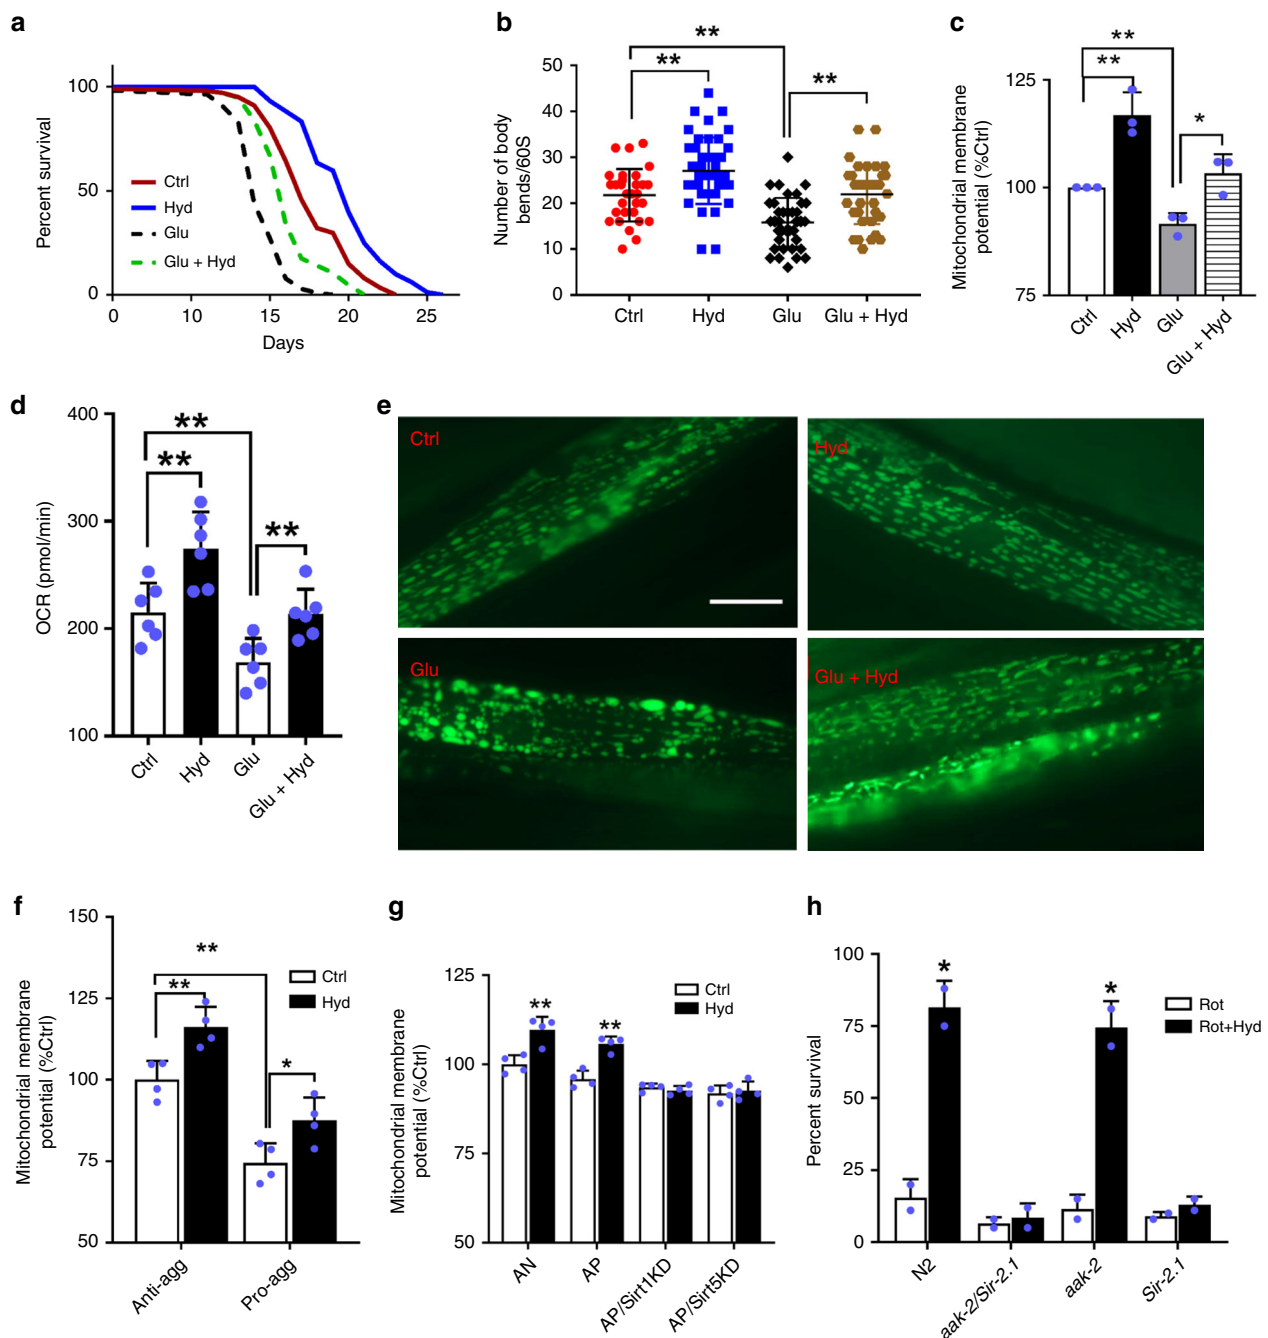 a
Percent survival
100
50
0
Ctrl
Hyd
Glu
Glu + Hyd
0
10
15
20
25
Days
b
Number of body
bends/60S
50
40
30
20
10
0
**
**
**
Ctrl
Hyd
Glu
Glu + Hyd
c
Mitochondrial membrane
potential (%Ctrl)
125
100
75
**
**
*
Ctrl
Hyd
Glu
Glu + Hyd
d
OCR (pmol/min)
400
300
200
100
**
**
**
Ctrl
Hyd
Glu
Glu + Hyd
e
Ctrl
Hyd
Glu
Glu + Hyd
f
Mitochondrial membrane
potential (%Ctrl)
150
125
100
75
50
**
**
*
Ctrl
Hyd
Anti-agg
Pro-agg
g
Mitochondrial membrane
potential (%Ctrl)
125
100
75
50
**
**
Ctrl
Hyd
AN
AP
AP/Sirt1KD
AP/Sirt5KD
h
Percent survival
100
75
50
25
0
*
*
Rot
Rot+Hyd
N2
aak-2/Sir-2.1
aak-2
Sir-2.1